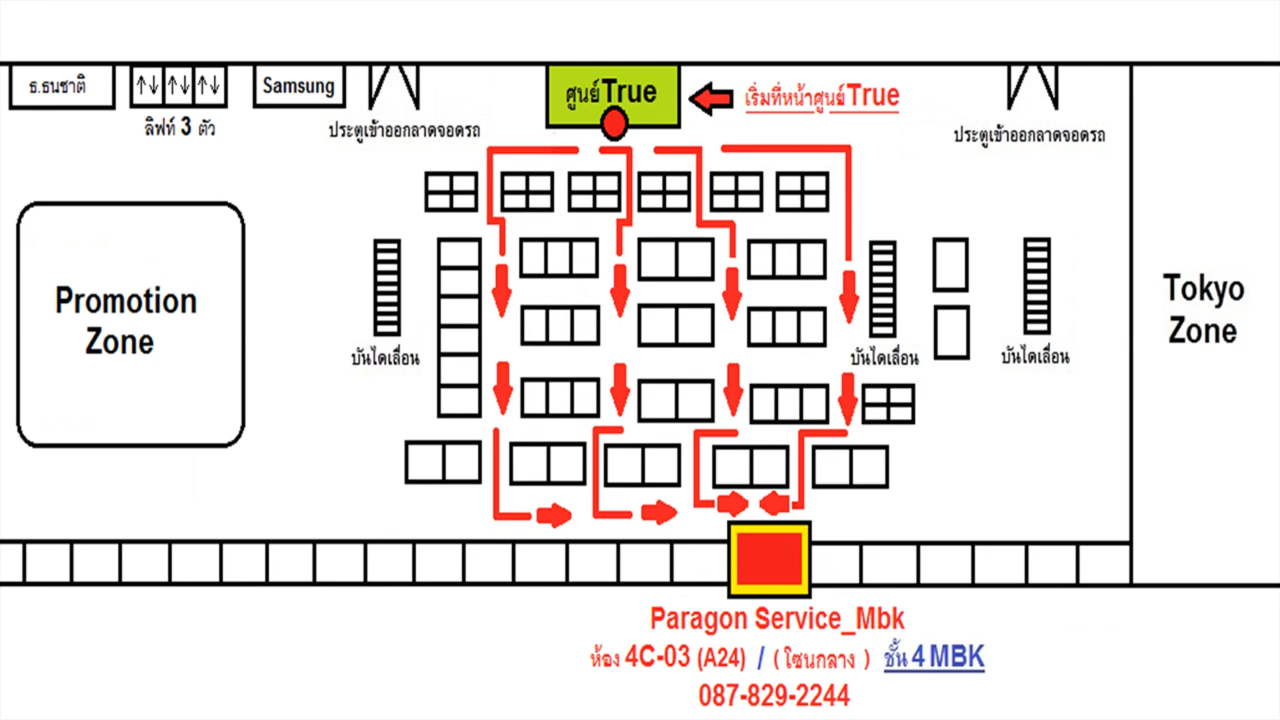 ธ.ธนชาติ
ลิฟท์ 3 ตัว
Samsung
ประตูเข้าออกลาดจอดรถ
ศูนย์ True
เริ่มที่หน้าศูนย์True
ประตูเข้าออกลาดจอดรถ
Promotion
Zone
บันไดเลื่อน
บันไดเลื่อน
บันไดเลื่อน
Tokyo
Zone
Paragon Service_Mbk
ห้อง 4C-03 (A24) / ( โซนกลาง ) ชั้น 4 MBK
087-829-2244